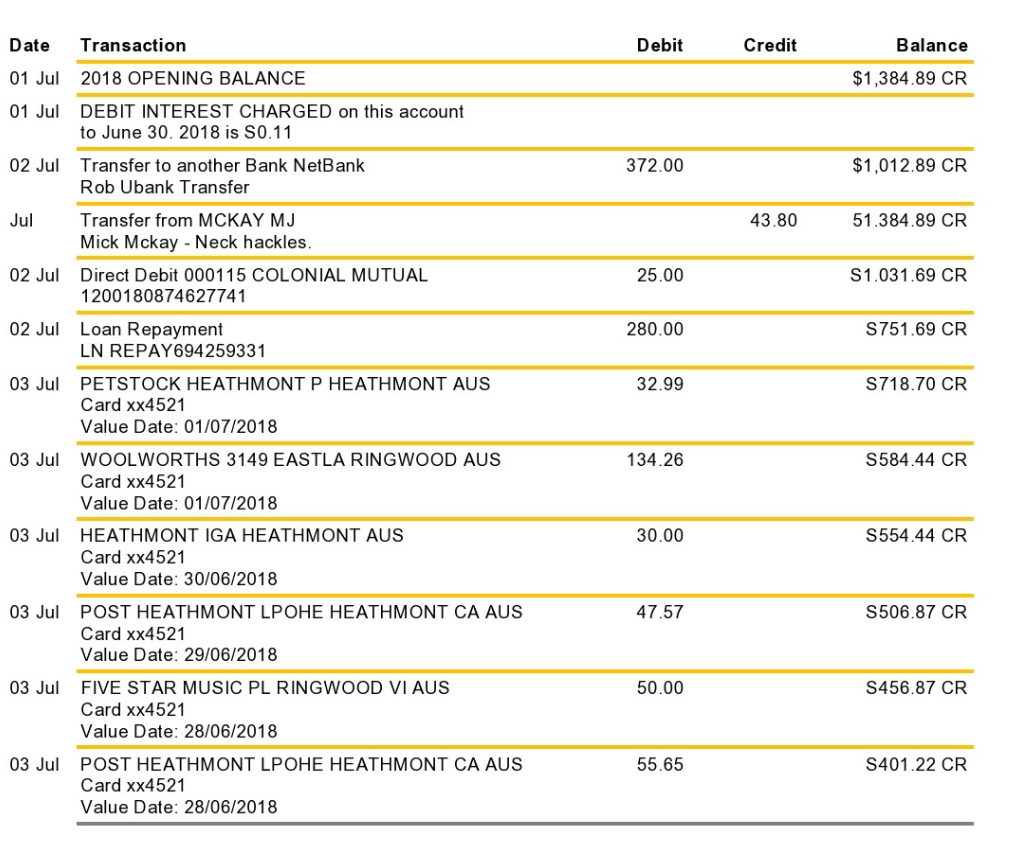 Date Transaction Debit Credit Balance
01 Jul 2018 OPENING BALANCE $1,384.89 CR
01 Jul DEBIT INTEREST CHARGED on this account
to June 30. 2018 is S0.11
02 Jul Transfer to another Bank NetBank 372.00 $1,012.89 CR
Rob Ubank Transfer
Jul Transfer from MCKAY MJ 43.80 51.384.89 CR
Mick Mckay - Neck hackles.
02 Jul Direct Debit 000115 COLONIAL MUTUAL 25.00 S1.031.69 CR
1200180874627741
02 Jul Loan Repayment 280.00 S751.69 CR
LN REPAY694259331
03 Jul PETSTOCK HEATHMONT P HEATHMONT AUS 32.99 S718.70 CR
Card xx4521
Value Date: 01/07/2018
03 Jul WOOLWORTHS 3149 EASTLA RINGWOOD AUS 134.26 S584.44 CR
Card xx4521
Value Date: 01/07/2018
03 Jul HEATHMONT IGA HEATHMONT AUS 30.00 S554.44 CR
Card xx4521
Value Date: 30/06/2018
03 Jul POST HEATHMONT LPOHE HEATHMONT CA AUS 47.57 S506.87 CR
Card xx4521
Value Date: 29/06/2018
03 Jul FIVE STAR MUSIC PL RINGWOOD VI AUS 50.00 S456.87 CR
Card xx4521
Value Date: 28/06/2018
03 Jul POST HEATHMONT LPOHE HEATHMONT CA AUS 55.65 S401.22 CR
Card xx4521
Value Date: 28/06/2018